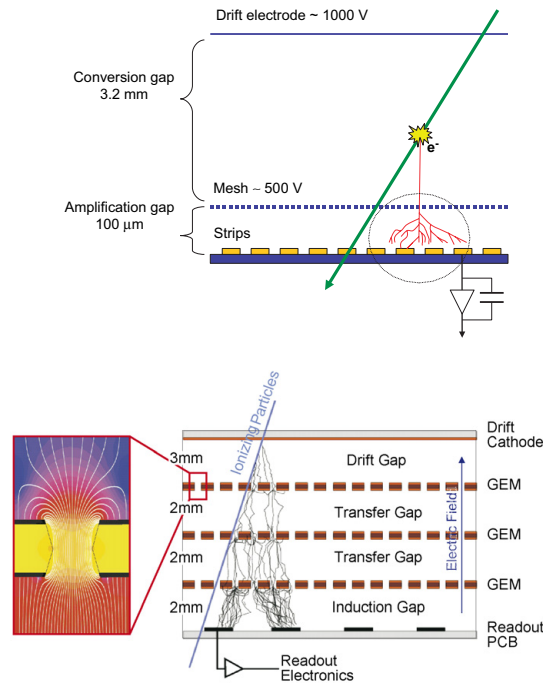 Drift electrode ~ 1000 V
Conversion gap
3.2 mm
e-
Mesh ~ 500 V
Amplification gap
100 μm
Strips
Ionizing Particles
Drift
Cathode
3mm
Drift Gap
GEM
2mm
Transfer Gap
Electric Field
GEM
2mm
Transfer Gap
GEM
2mm
Induction Gap
Readout
PCB
Readout
Electronics